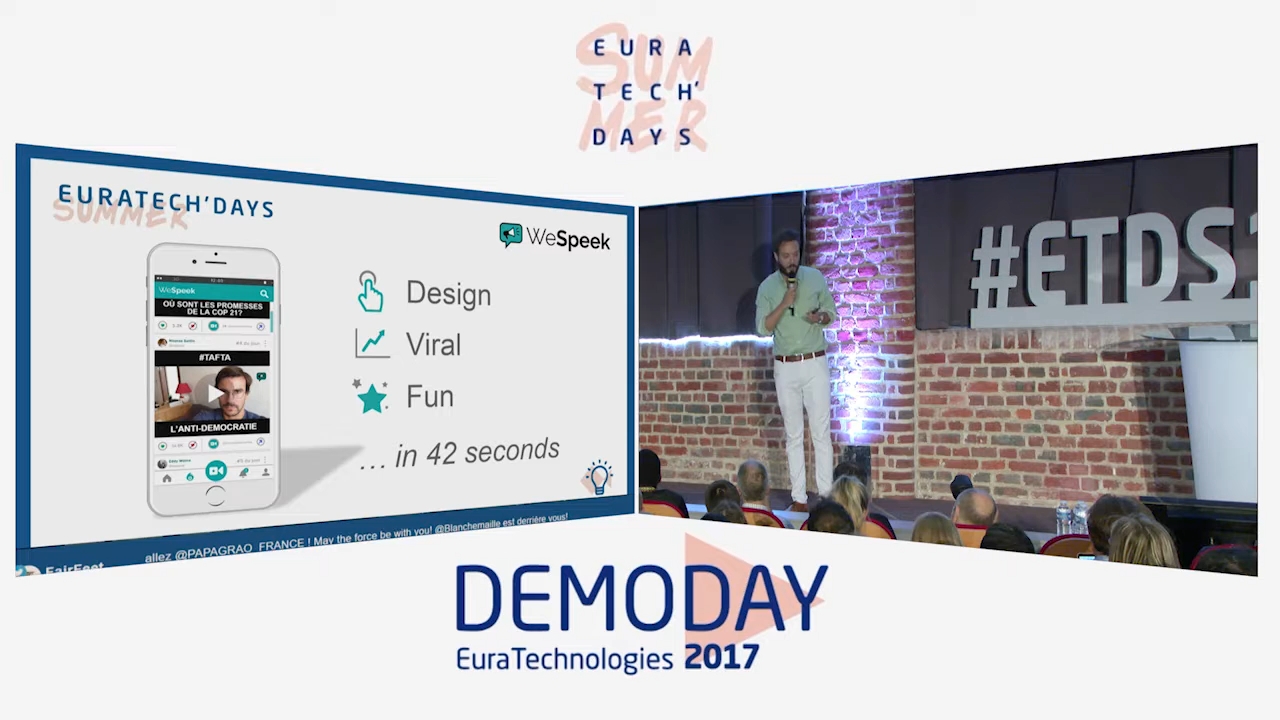 EURA
TECH'
DAYS
SUMMER
EURATECH'DAYS
SUMMER
WeSpeek
WeSpeek
OÙ SONT LES PROMESSES
DE LA COP 21?
#TAFTA
L'ANTI-DEMOCRATIE
Design
Viral
Fun
… in 42 seconds
allez @PAPAGRAO_FRANCE ! May the force be with you! @Blanchemaille est derrière vous!
FairFeet
#ETDS
DEMODAY
EuraTechnologies 2017